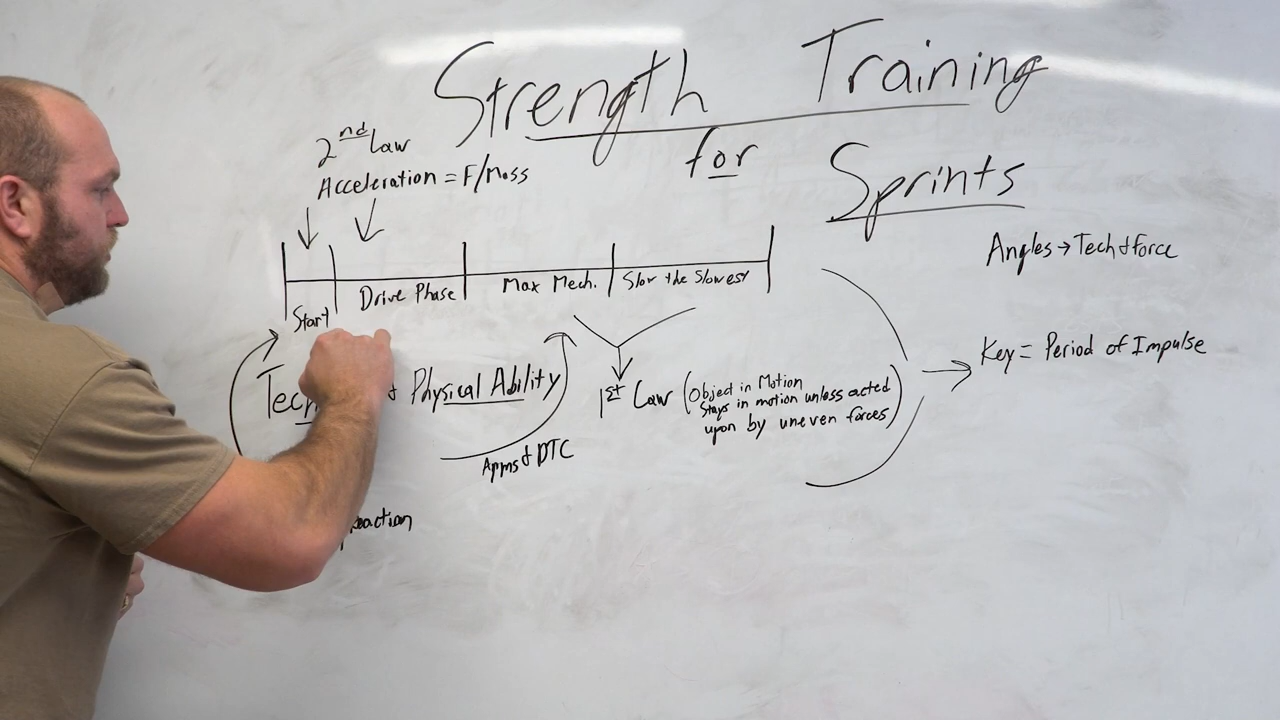 Strength Training
for Sprints
2nd Law
Acceleration = F/Mass
Angles → Tech & Force
Start
Drive Phase
Max Mech.
Slow the Slowest
Key = Period of Impulse
Physical Ability
1st Law (Object in Motion
Stays in motion unless acted
upon by uneven forces)
Apms & DTC